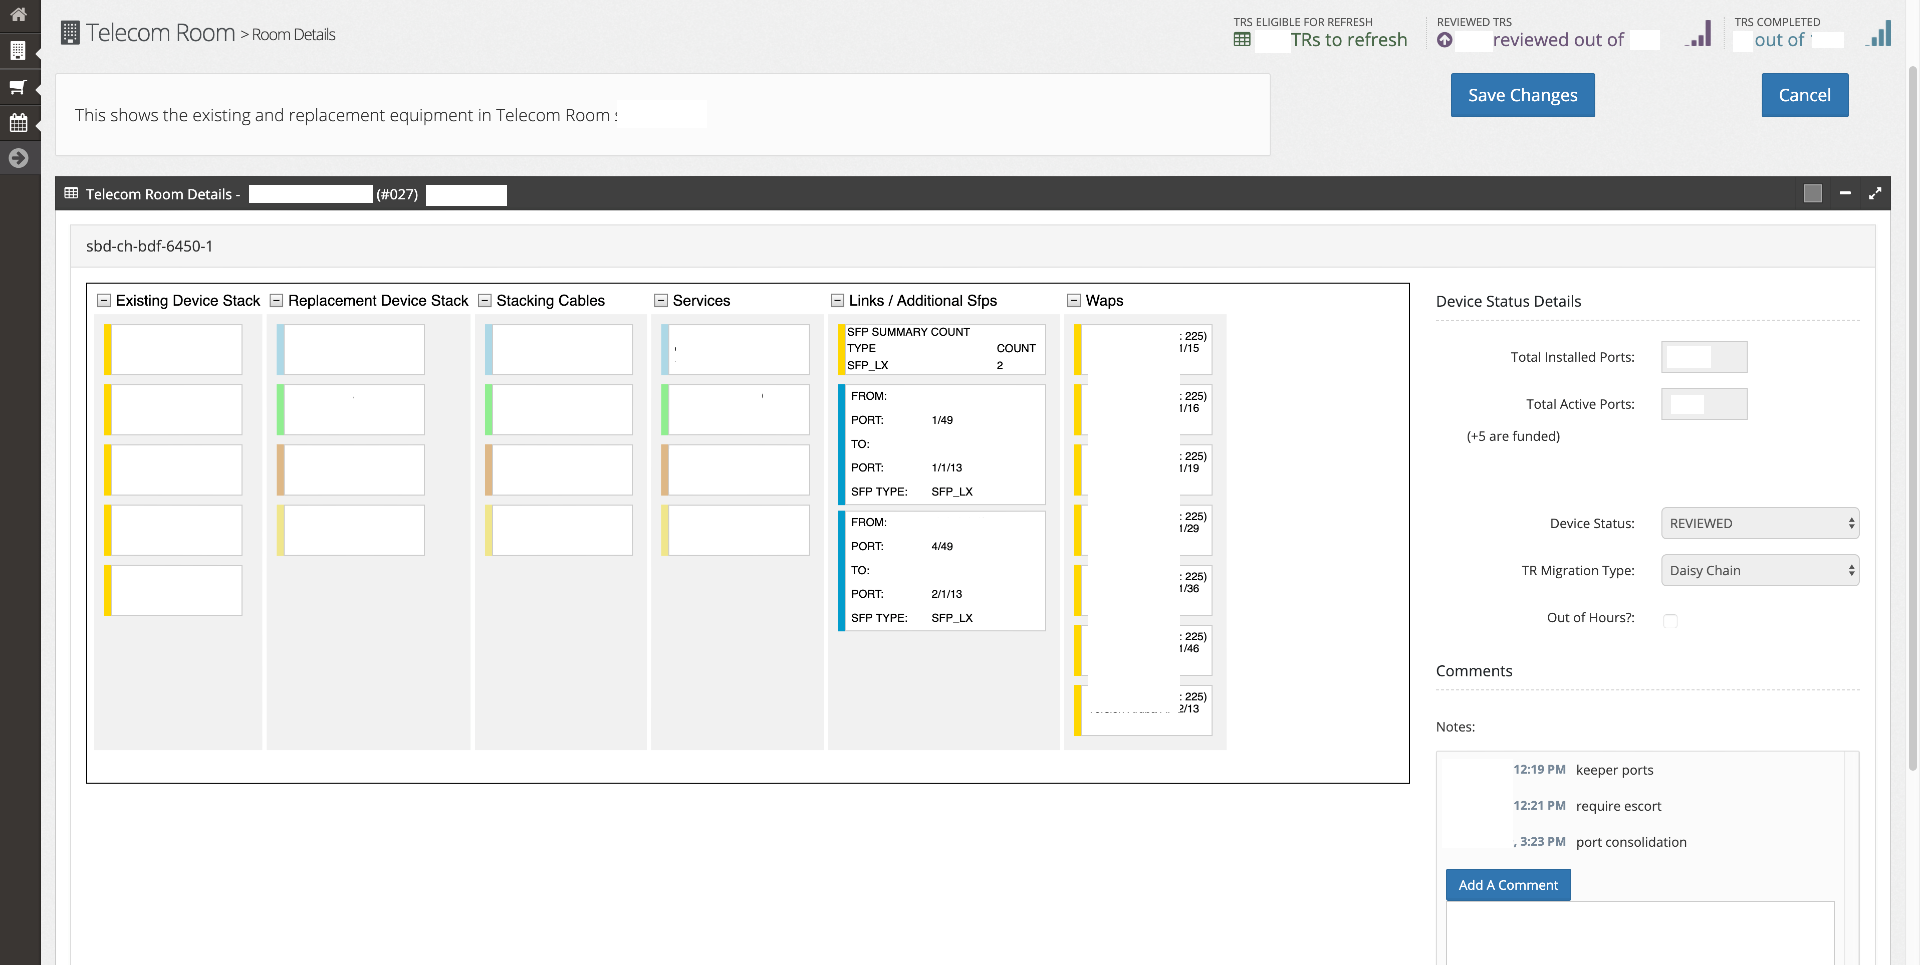 Telecom Room > Room Details
TRS ELIGIBLE FOR REFRESH
TRs to refresh
REVIEWED TRS
reviewed out of
TRS COMPLETED
out of
This shows the existing and replacement equipment in Telecom Room
Save Changes
Cancel
Telecom Room Details - (#027)
sbd-ch-bdf-6450-1
Existing Device Stack
Replacement Device Stack
Stacking Cables
Services
Links / Additional Sfps
SFP SUMMARY COUNT
TYPE COUNT
SFP_LX 2
FROM:
PORT: 1/49
TO:
PORT: 1/1/13
SFP TYPE: SFP_LX
FROM:
PORT: 4/49
TO:
PORT: 2/1/13
SFP TYPE: SFP_LX
Waps
: 225)
1/15
: 225)
1/16
: 225)
1/19
: 225)
1/29
: 225)
1/36
: 225)
1/46
: 225)
2/13
Device Status Details
Total Installed Ports:
Total Active Ports:
(+5 are funded)
Device Status: REVIEWED
TR Migration Type: Daisy Chain
Out of Hours?:
Comments
Notes:
12:19 PM keeper ports
12:21 PM require escort
, 3:23 PM port consolidation
Add A Comment